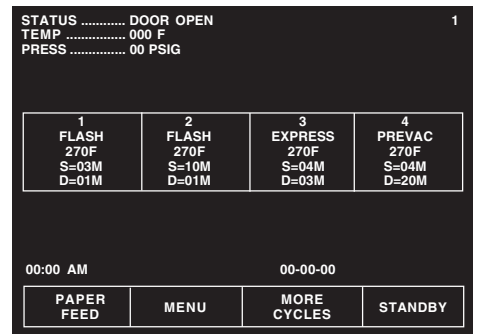 STATUS ............ DOOR OPEN 1
TEMP ................ 000 F
PRESS ............... 00 PSIG
1 2 3 4
FLASH FLASH EXPRESS PREVAC
270F 270F 270F 270F
S=03M S=10M S=04M S=04M
D=01M D=01M D=03M D=20M
00:00 AM 00-00-00
PAPER FEED MENU MORE CYCLES STANDBY